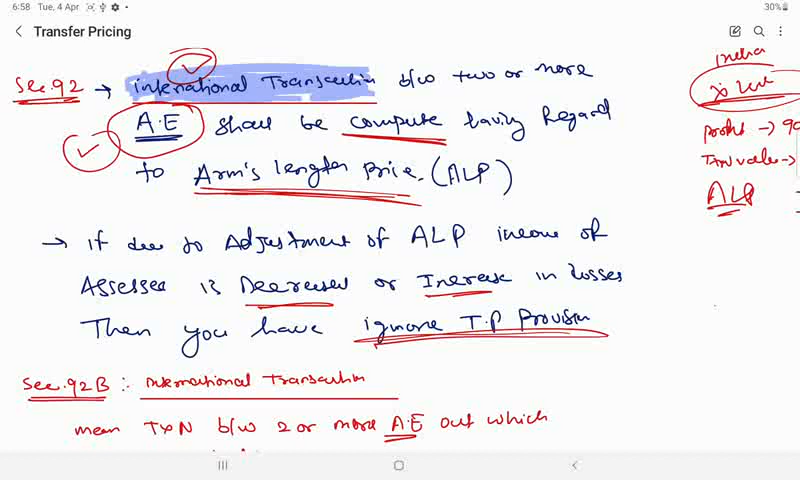 6:58 Tue, 4 Apr
30%
Transfer Pricing
Sec.92 → international Transaction b/w two or more
A.E shall be compute having Regard
to Arm's length price. (ALP)
→ if due to Adjustment of ALP income of
Assessee is Decreased or Increase in losses
Then you have ignore T.P Provision
Sec.92B :- international Transaction
mean TXN b/w 2 or more A.E out which
India
profit → 90
TXN value →
ALP